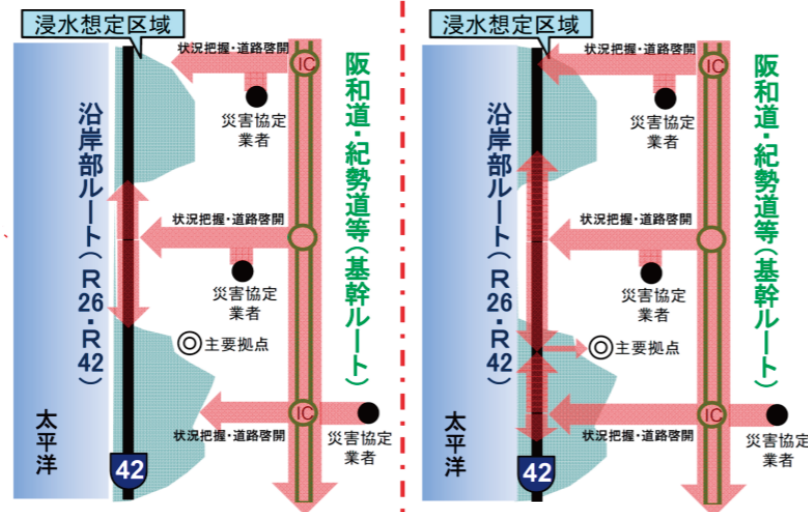 浸水想定区域
状況把握・道路啓開
IC
災害協定
業者
阪和道・紀勢道等(基幹ルート)
沿岸部ルート(R26・R42)
状況把握・道路啓開
災害協定
業者
主要拠点
IC
状況把握・道路啓開
災害協定
業者
太平洋
42
浸水想定区域
状況把握・道路啓開
IC
災害協定
業者
阪和道・紀勢道等(基幹ルート)
沿岸部ルート(R26・R42)
状況把握・道路啓開
災害協定
業者
主要拠点
IC
状況把握・道路啓開
災害協定
業者
太平洋
42